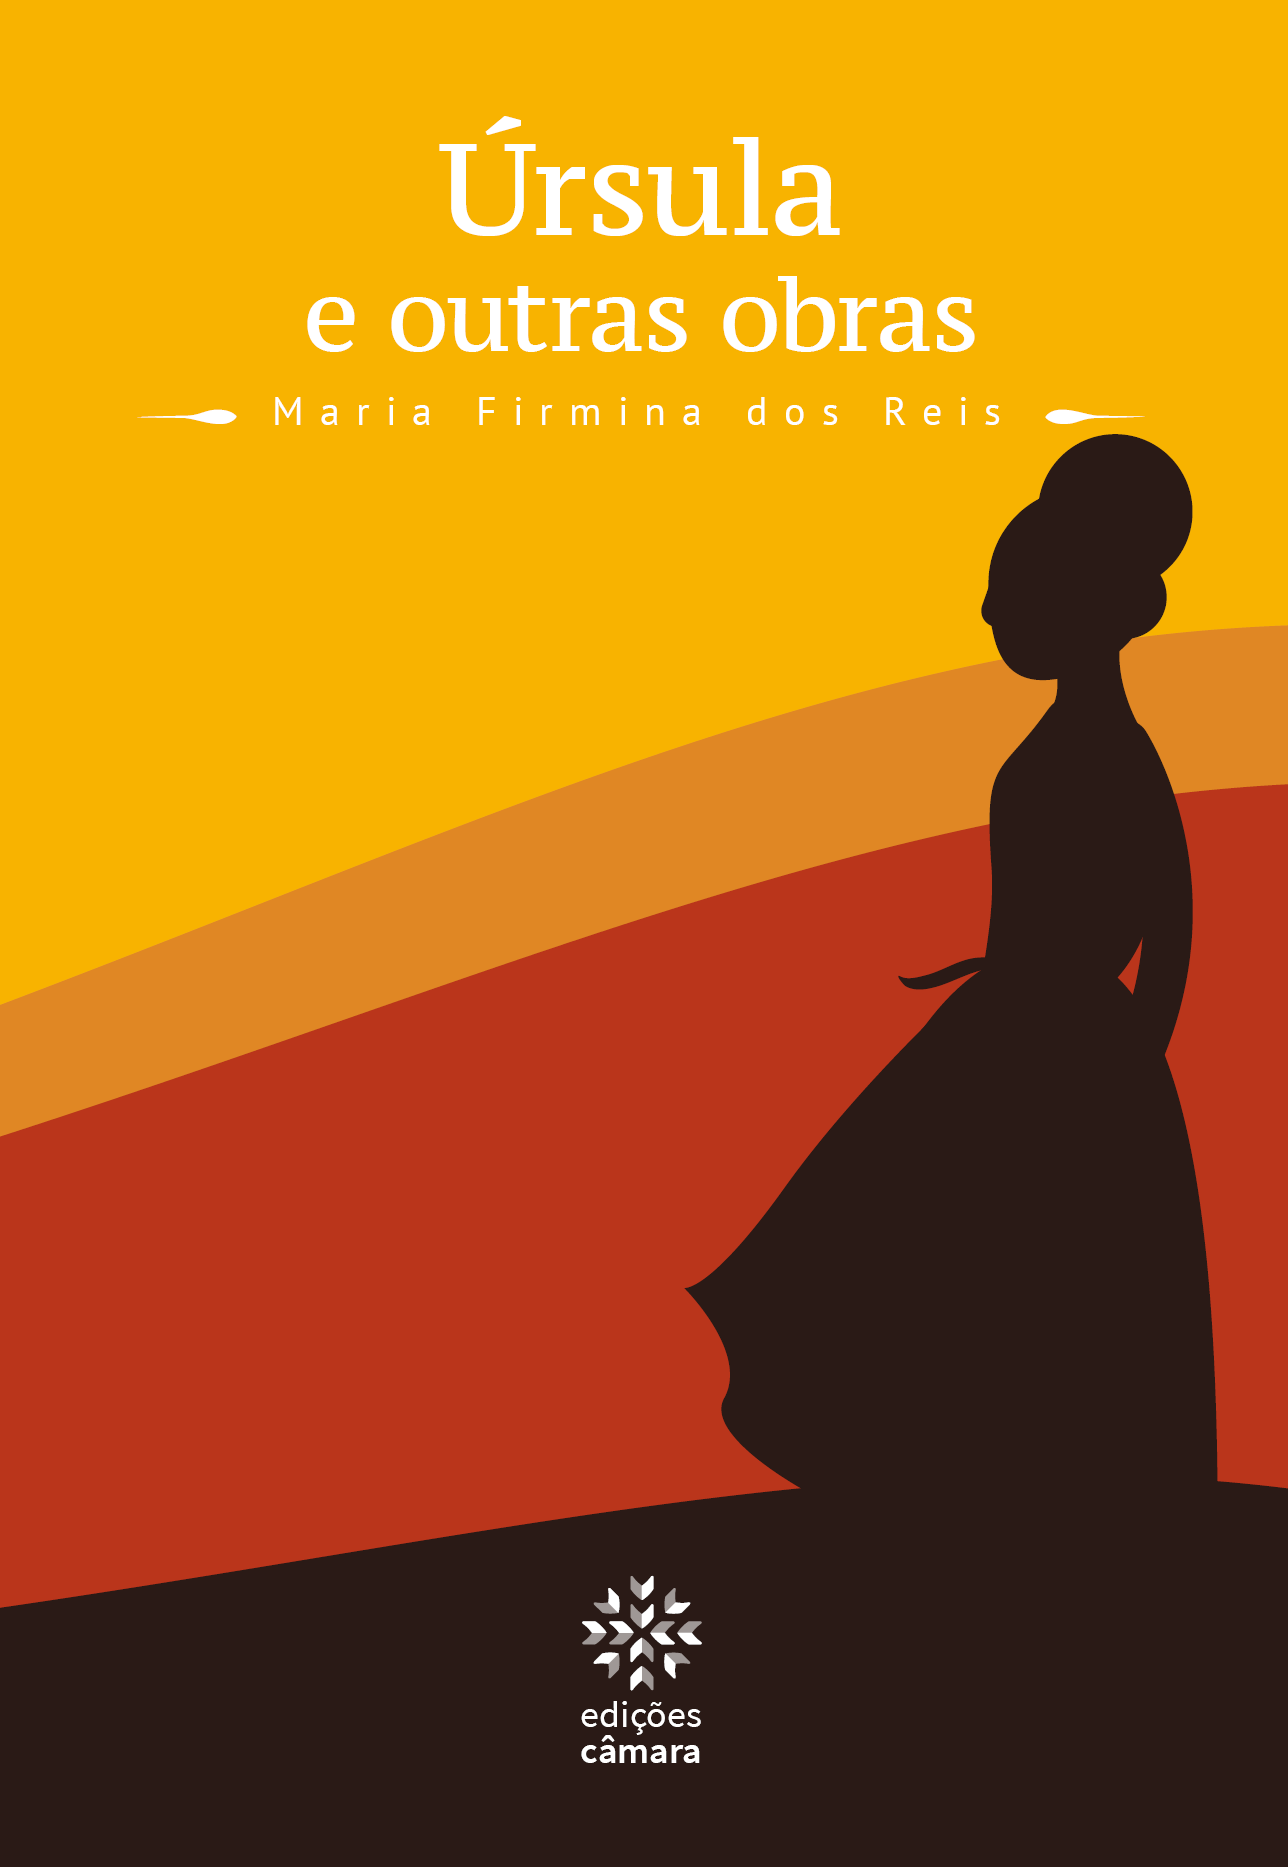 Úrsula
e outras obras
Maria Firmina dos Reis
edições
câmara